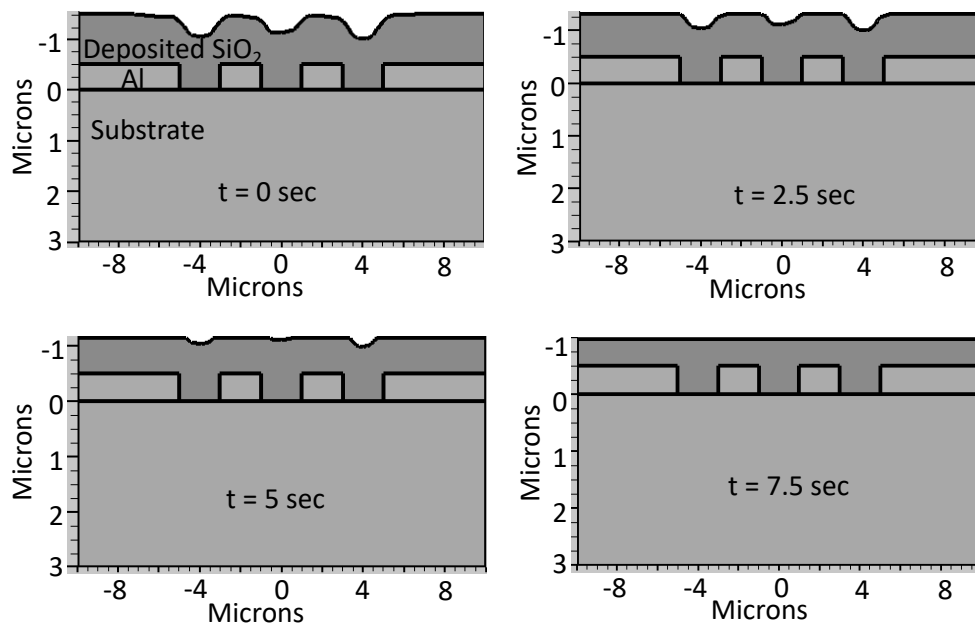 Microns
-1
0
1
2
3
Deposited SiO₂
Al
Substrate
t = 0 sec
-8 -4 0 4 8
Microns
Microns
-1
0
1
2
3
t = 2.5 sec
-8 -4 0 4 8
Microns
Microns
-1
0
1
2
3
t = 5 sec
-8 -4 0 4 8
Microns
Microns
-1
0
1
2
3
t = 7.5 sec
-8 -4 0 4 8
Microns